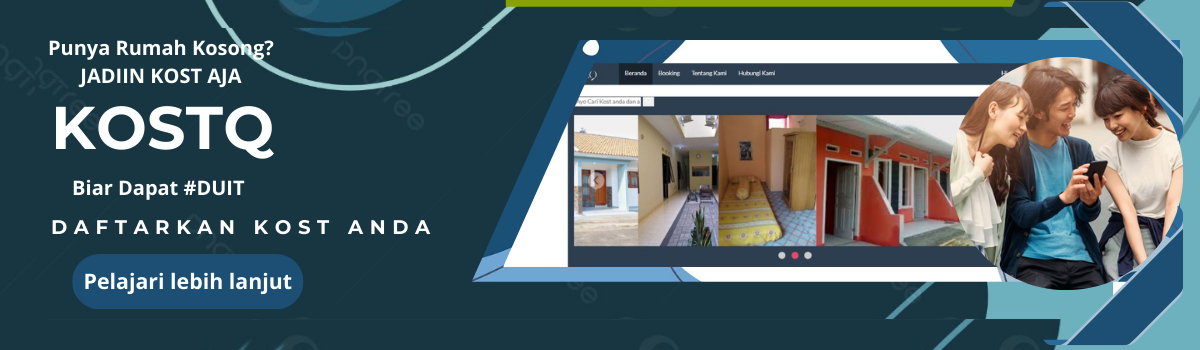 Punya Rumah Kosong?
JADIIN KOST AJA
KOSTQ
Biar Dapat #DUIT
DAFTARKAN KOST ANDA
Pelajari lebih lanjut
Beranda Booking Tentang Kami Hubungi Kami
Cari Kost anda dan a